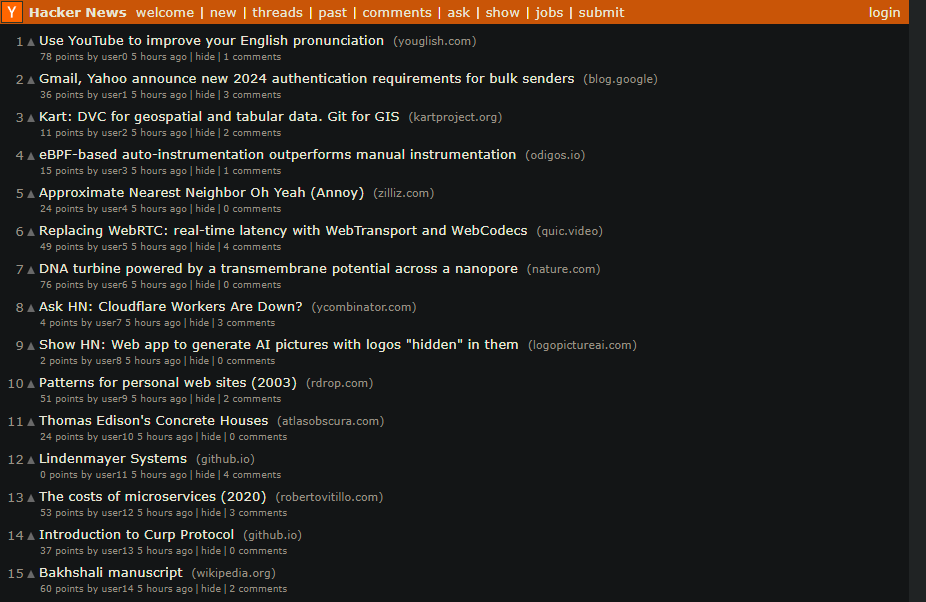 Y Hacker News welcome | new | threads | past | comments | ask | show | jobs | submit login
1 ▲ Use YouTube to improve your English pronunciation (youglish.com)
78 points by user0 5 hours ago | hide | 1 comments
2 ▲ Gmail, Yahoo announce new 2024 authentication requirements for bulk senders (blog.google)
36 points by user1 5 hours ago | hide | 3 comments
3 ▲ Kart: DVC for geospatial and tabular data. Git for GIS (kartproject.org)
11 points by user2 5 hours ago | hide | 2 comments
4 ▲ eBPF-based auto-instrumentation outperforms manual instrumentation (odigos.io)
15 points by user3 5 hours ago | hide | 1 comments
5 ▲ Approximate Nearest Neighbor Oh Yeah (Annoy) (zilliz.com)
24 points by user4 5 hours ago | hide | 0 comments
6 ▲ Replacing WebRTC: real-time latency with WebTransport and WebCodecs (quic.video)
49 points by user5 5 hours ago | hide | 4 comments
7 ▲ DNA turbine powered by a transmembrane potential across a nanopore (nature.com)
76 points by user6 5 hours ago | hide | 0 comments
8 ▲ Ask HN: Cloudflare Workers Are Down? (ycombinator.com)
4 points by user7 5 hours ago | hide | 3 comments
9 ▲ Show HN: Web app to generate AI pictures with logos "hidden" in them (logopictureai.com)
2 points by user8 5 hours ago | hide | 0 comments
10 ▲ Patterns for personal web sites (2003) (rdrop.com)
51 points by user9 5 hours ago | hide | 2 comments
11 ▲ Thomas Edison's Concrete Houses (atlasobscura.com)
24 points by user10 5 hours ago | hide | 0 comments
12 ▲ Lindenmayer Systems (github.io)
0 points by user11 5 hours ago | hide | 4 comments
13 ▲ The costs of microservices (2020) (robertovitillo.com)
53 points by user12 5 hours ago | hide | 3 comments
14 ▲ Introduction to Curp Protocol (github.io)
37 points by user13 5 hours ago | hide | 0 comments
15 ▲ Bakhshali manuscript (wikipedia.org)
60 points by user14 5 hours ago | hide | 2 comments